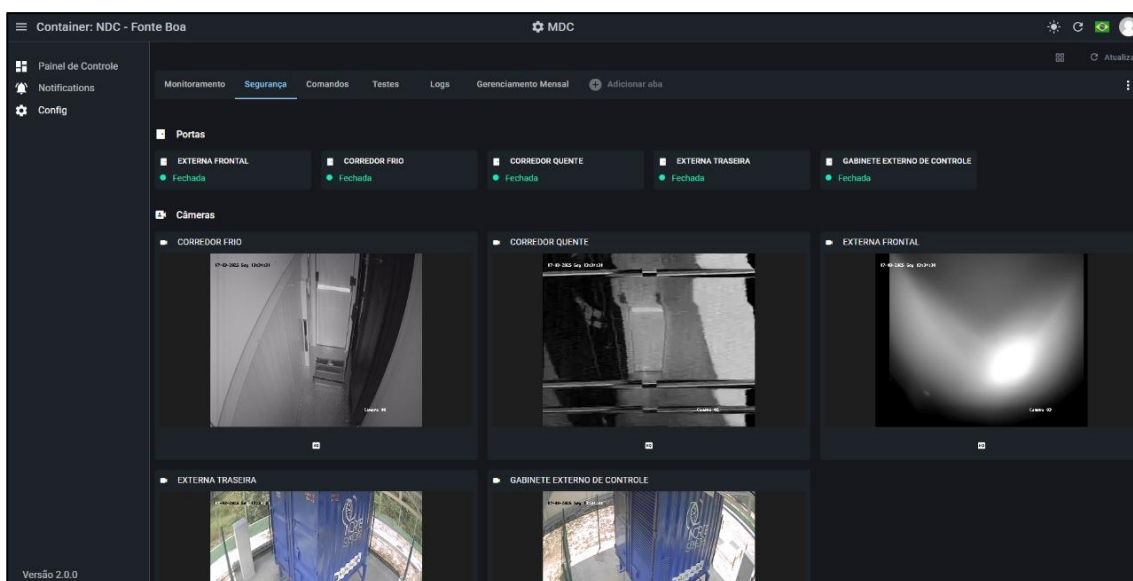 Container: NDC - Fonte Boa
MDC
Painel de Controle
Notifications
Config
Atualiza
Monitoramento Segurança Comandos Testes Logs Gerenciamento Mensal Adicionar aba
Portas
EXTERNA FRONTAL CORREDOR FRIO CORREDOR QUENTE EXTERNA TRASEIRA GABINETE EXTERNO DE CONTROLE
Fechada Fechada Fechada Fechada Fechada
Câmeras
CORREDOR FRIO CORREDOR QUENTE EXTERNA FRONTAL
EXTERNA TRASEIRA GABINETE EXTERNO DE CONTROLE
Versão 2.0.0